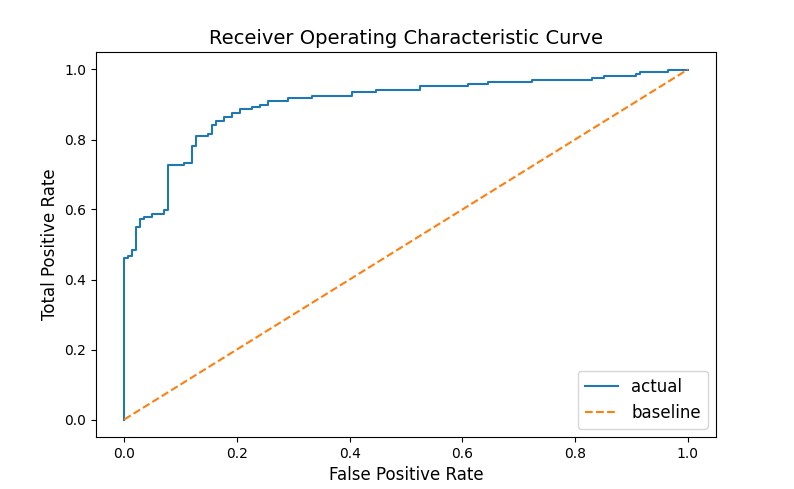 Receiver Operating Characteristic Curve
1.0
0.8
0.6
0.4
0.2
0.0
Total Positive Rate
actual
baseline
0.0 0.2 0.4 0.6 0.8 1.0
False Positive Rate